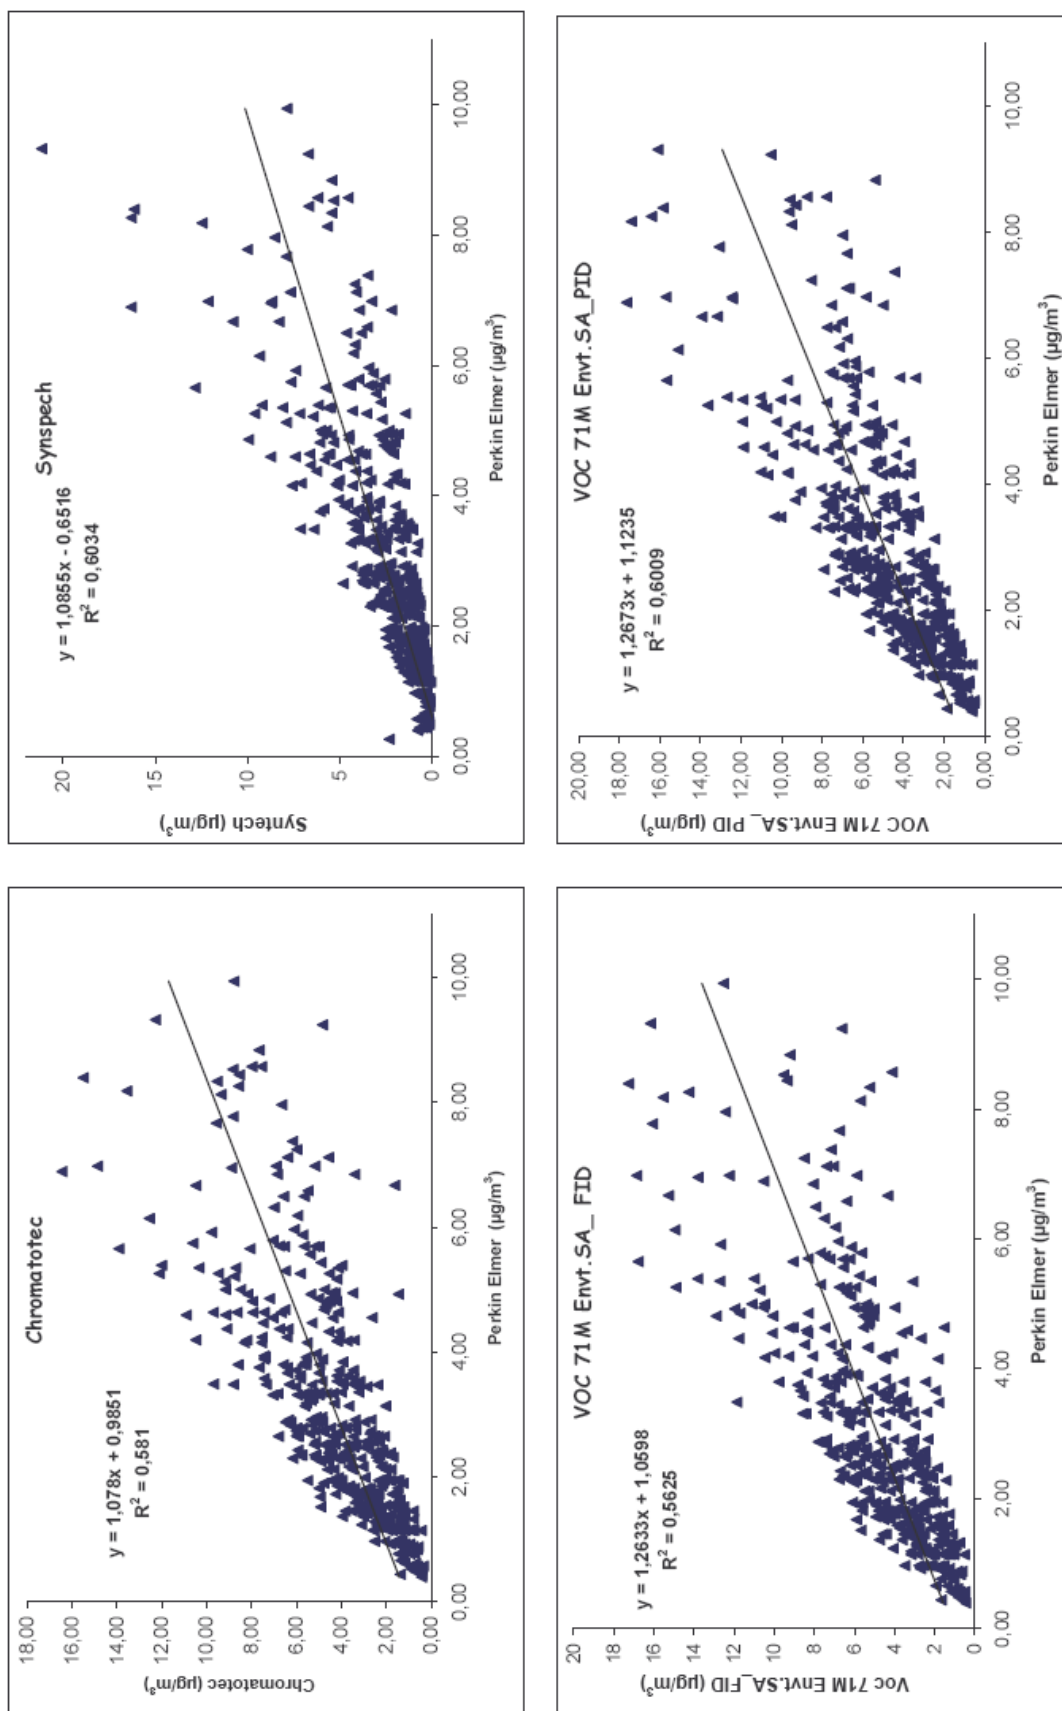 Chromatotec
y = 1,078x + 0,9851
R² = 0,581
18,00
16,00
14,00
12,00
10,00
8,00
6,00
4,00
2,00
0,00
Chromatotec (µg/m³)
0,00 2,00 4,00 6,00 8,00 10,00
Perkin Elmer (µg/m³)
Synspech
y = 1,0855x - 0,6516
R² = 0,6034
20
15
10
5
0
Syntech (µg/m³)
0,00 2,00 4,00 6,00 8,00 10,00
Perkin Elmer (µg/m³)
VOC 71M Envt.SA_ FID
y = 1,2633x + 1,0598
R² = 0,5625
20
18
16
14
12
10
8
6
4
2
0
Voc 71M Envt.SA_FID (µg/m³)
0,00 2,00 4,00 6,00 8,00 10,00
Perkin Elmer (µg/m³)
VOC 71M Envt.SA_PID
y = 1,2673x + 1,1235
R² = 0,6009
20,00
18,00
16,00
14,00
12,00
10,00
8,00
6,00
4,00
2,00
0,00
VOC 71M Envt.SA_ PID (µg/m³)
0,00 2,00 4,00 6,00 8,00 10,00
Perkin Elmer (µg/m³)